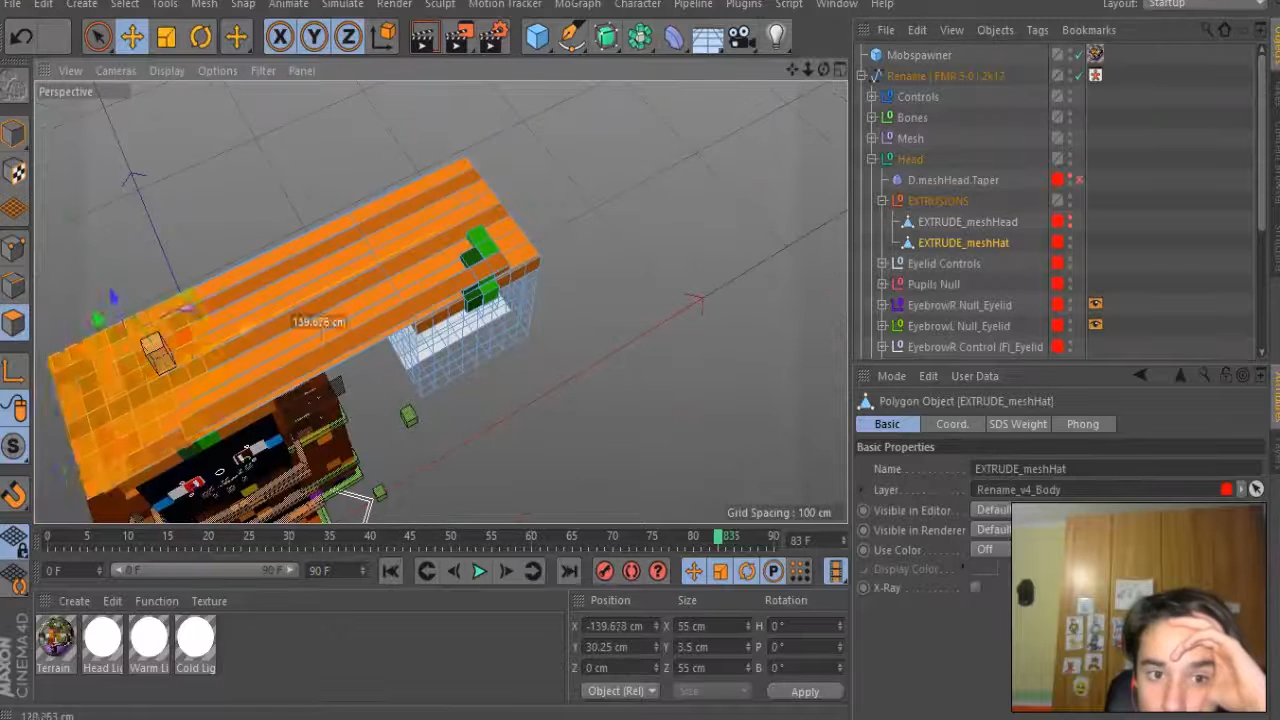 File Edit Create Select Tools Mesh Snap Animate Simulate Render Sculpt Motion Tracker MoGraph Character Pipeline Plugins Script Window Help Layout: Startup
X Y Z
File Edit View Objects Tags Bookmarks
Mobspawner
View Cameras Display Options Filter Panel
Rename | FMR 5-0 | 2k17
Perspective
Controls
Bones
Mesh
Head
D.meshHead.Taper
EXTRUSIONS
EXTRUDE_meshHead
EXTRUDE_meshHat
Eyelid Controls
Pupils Null
EyebrowR Null_Eyelid
139.678 cm
EyebrowL Null_Eyelid
EyebrowR Control (F)_Eyelid
Mode Edit User Data
Polygon Object [EXTRUDE_meshHat]
Basic Coord. SDS Weight Phong
Basic Properties
Name EXTRUDE_meshHat
Layer Rename_v4_Body
Grid Spacing : 100 cm
Visible in Editor Default
Visible in Renderer Default
Use Color Off
Display Color
X-Ray
0 5 10 15 20 25 30 35 40 45 50 55 60 65 70 75 80 835 90 83 F
0 F 0 F 90 F 90 F
Create Edit Function Texture
Position Size Rotation
X -139.678 cm X 55 cm H 0 °
Y 30.25 cm Y 3.5 cm P 0 °
Z 0 cm Z 55 cm B 0 °
Terrain Head Lig Warm Li Cold Lig
Object (Rel) Size Apply
MAXON
CINEMA 4D